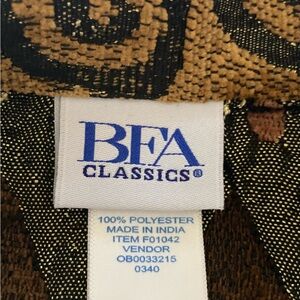 BFA
CLASSICS®
100% POLYESTER
MADE IN INDIA
ITEM F01042
VENDOR
OB0033215
0340